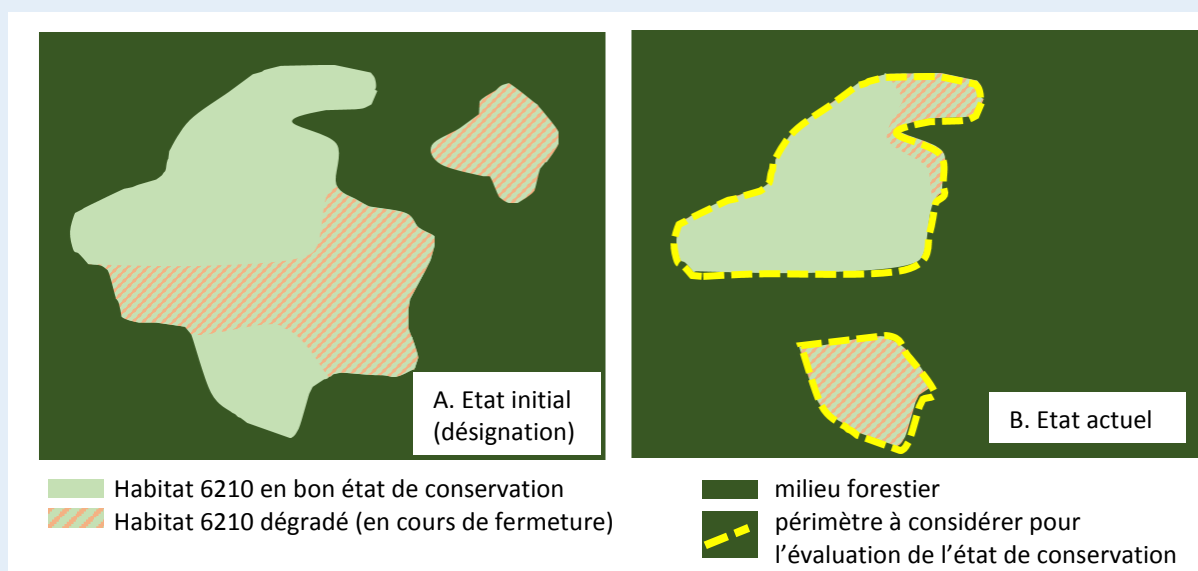 A. Etat initial
(désignation)
B. Etat actuel
Habitat 6210 en bon état de conservation
Habitat 6210 dégradé (en cours de fermeture)
milieu forestier
périmètre à considérer pour
l’évaluation de l’état de conservation